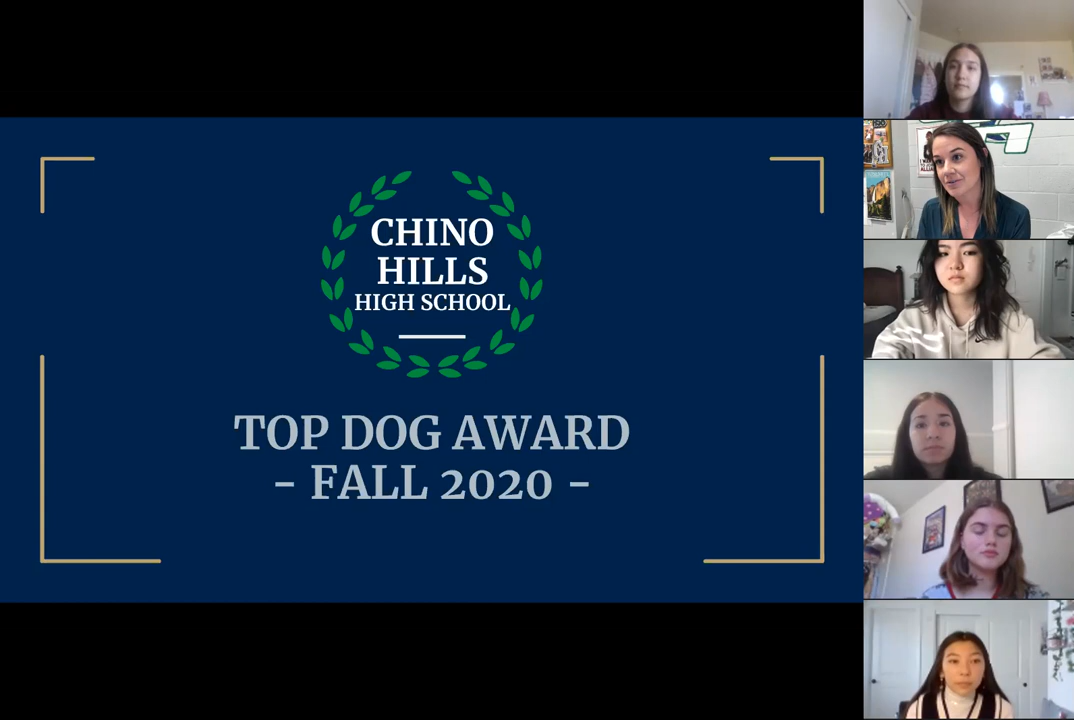 CHINO
HILLS
HIGH SCHOOL
TOP DOG AWARD
- FALL 2020 -